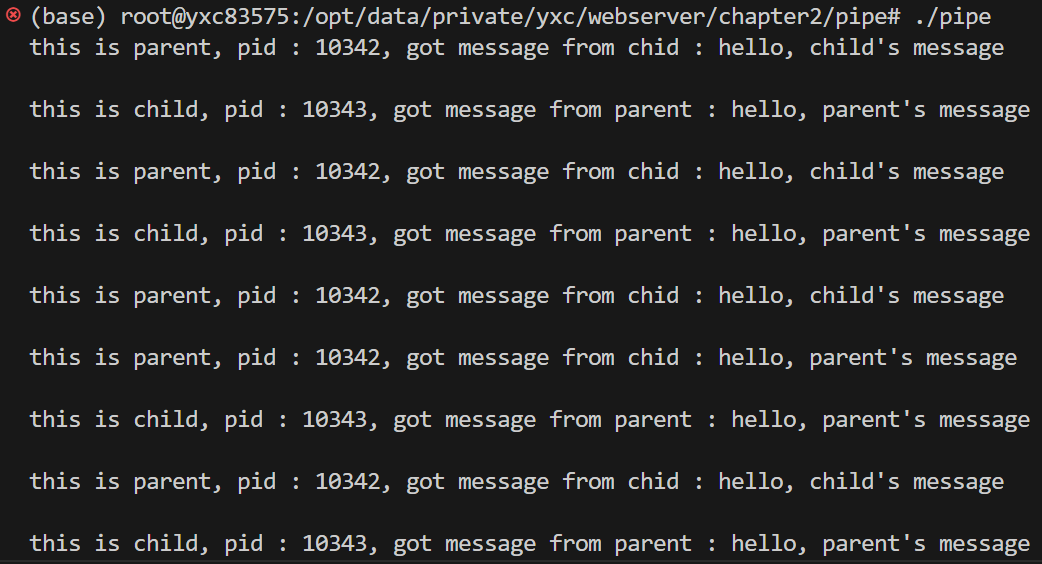 (base) root@yxc83575:/opt/data/private/yxc/webserver/chapter2/pipe# ./pipe
this is parent, pid : 10342, got message from chid : hello, child's message
this is child, pid : 10343, got message from parent : hello, parent's message
this is parent, pid : 10342, got message from chid : hello, child's message
this is child, pid : 10343, got message from parent : hello, parent's message
this is parent, pid : 10342, got message from chid : hello, child's message
this is parent, pid : 10342, got message from chid : hello, parent's message
this is child, pid : 10343, got message from parent : hello, parent's message
this is parent, pid : 10342, got message from chid : hello, child's message
this is child, pid : 10343, got message from parent : hello, parent's message